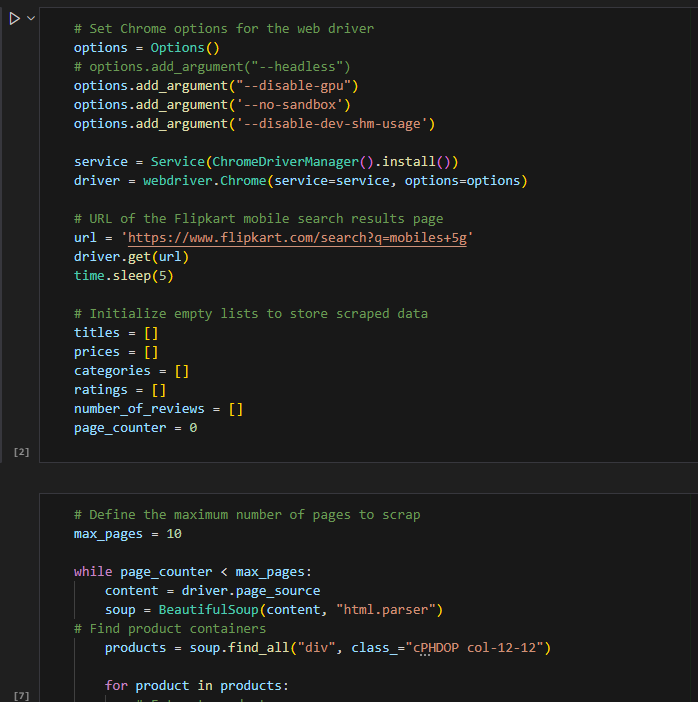 # Set Chrome options for the web driver
options = Options()
# options.add_argument("--headless")
options.add_argument("--disable-gpu")
options.add_argument('--no-sandbox')
options.add_argument('--disable-dev-shm-usage')
service = Service(ChromeDriverManager().install())
driver = webdriver.Chrome(service=service, options=options)
# URL of the Flipkart mobile search results page
url = 'https://www.flipkart.com/search?q=mobiles+5g'
driver.get(url)
time.sleep(5)
# Initialize empty lists to store scraped data
titles = []
prices = []
categories = []
ratings = []
number_of_reviews = []
page_counter = 0
[2]
# Define the maximum number of pages to scrap
max_pages = 10
while page_counter < max_pages:
    content = driver.page_source
    soup = BeautifulSoup(content, "html.parser")
# Find product containers
    products = soup.find_all("div", class_="cPHDOP col-12-12")
    for product in products:
[7]